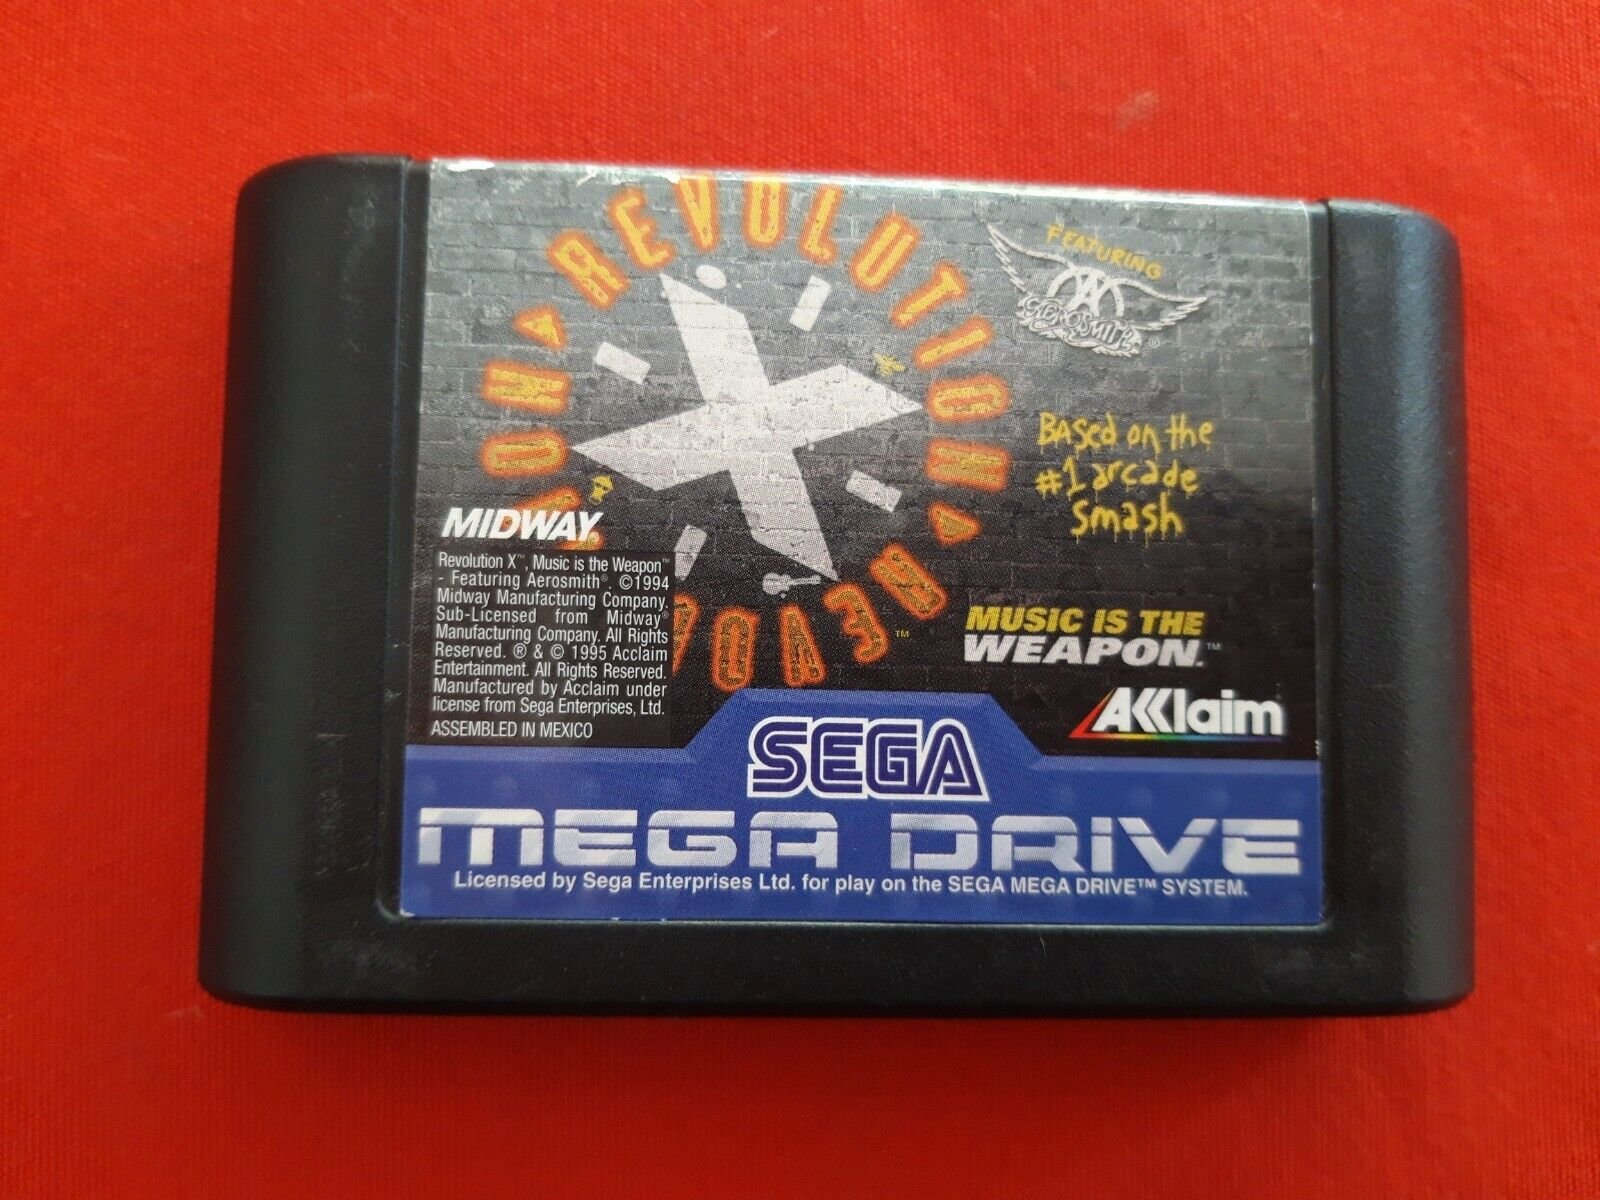 REVOLUTION REVOLUTION
FEATURING
AEROSMITH®
BASed on the
#1 arcade
Smash
MIDWAY®
Revolution X™, Music is the Weapon™
- Featuring Aerosmith®. ©1994
Midway Manufacturing Company.
Sub-Licensed from Midway®
Manufacturing Company. All Rights
Reserved. ® & © 1995 Acclaim
Entertainment. All Rights Reserved.
Manufactured by Acclaim under
license from Sega Enterprises, Ltd.
ASSEMBLED IN MEXICO
X
™
MUSIC IS THE
WEAPON.™
AKKlaim
SEGA
MEGA DRIVE
Licensed by Sega Enterprises Ltd. for play on the SEGA MEGA DRIVE™ SYSTEM.